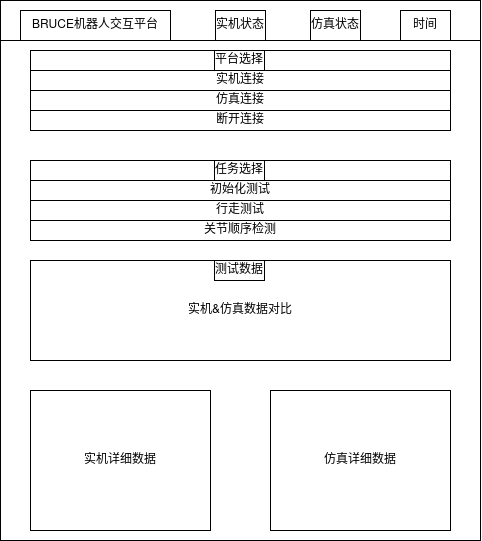 BRUCE机器人交互平台 实机状态 仿真状态 时间
平台选择
实机连接
仿真连接
断开连接
任务选择
初始化测试
行走测试
关节顺序检测
测试数据
实机&仿真数据对比
实机详细数据 仿真详细数据